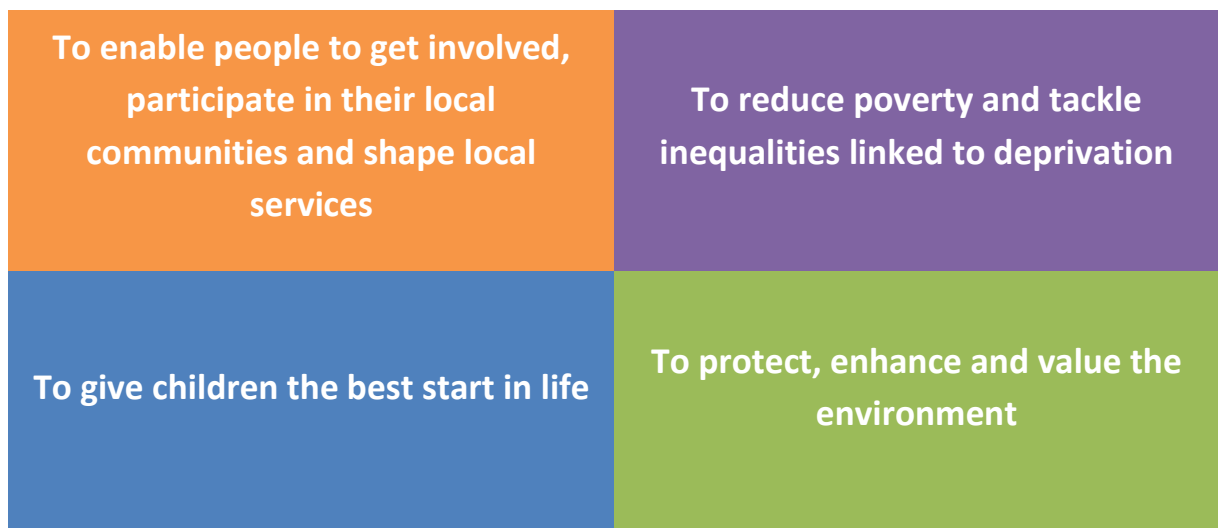 To enable people to get involved,
participate in their local
communities and shape local
services
To reduce poverty and tackle
inequalities linked to deprivation
To give children the best start in life
To protect, enhance and value the
environment